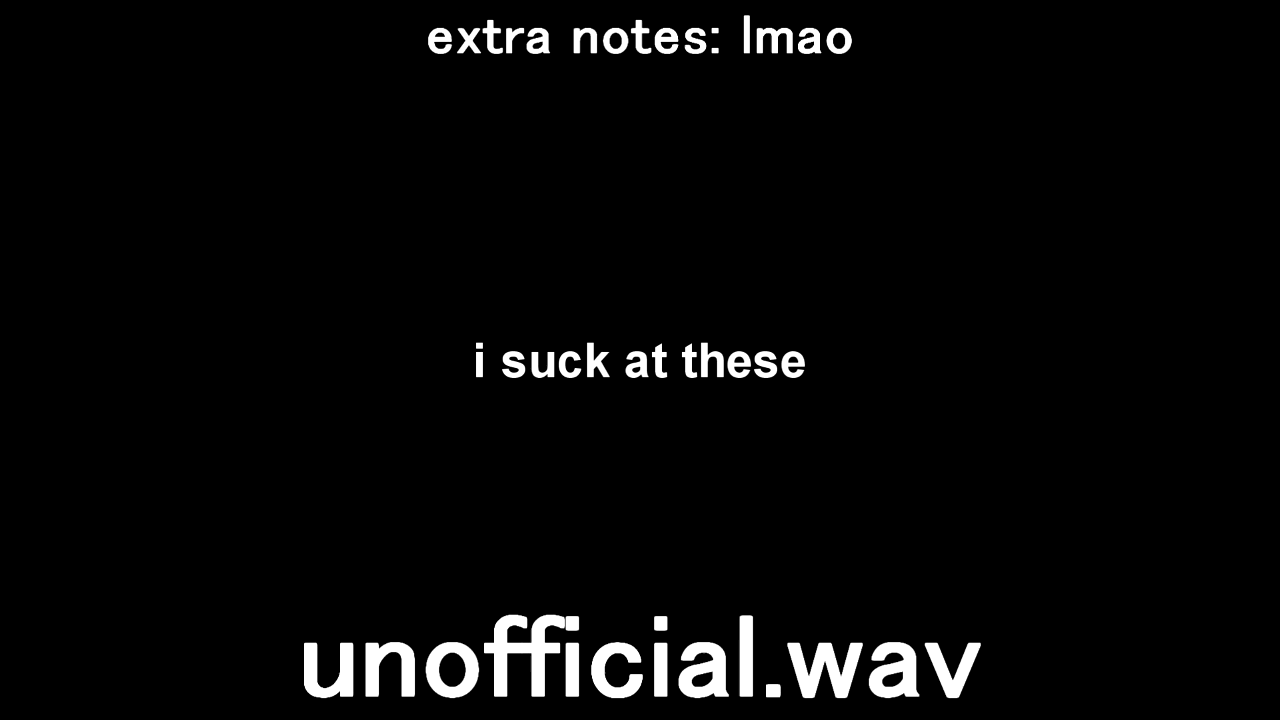 extra notes: lmao
i suck at these
unofficial.wav